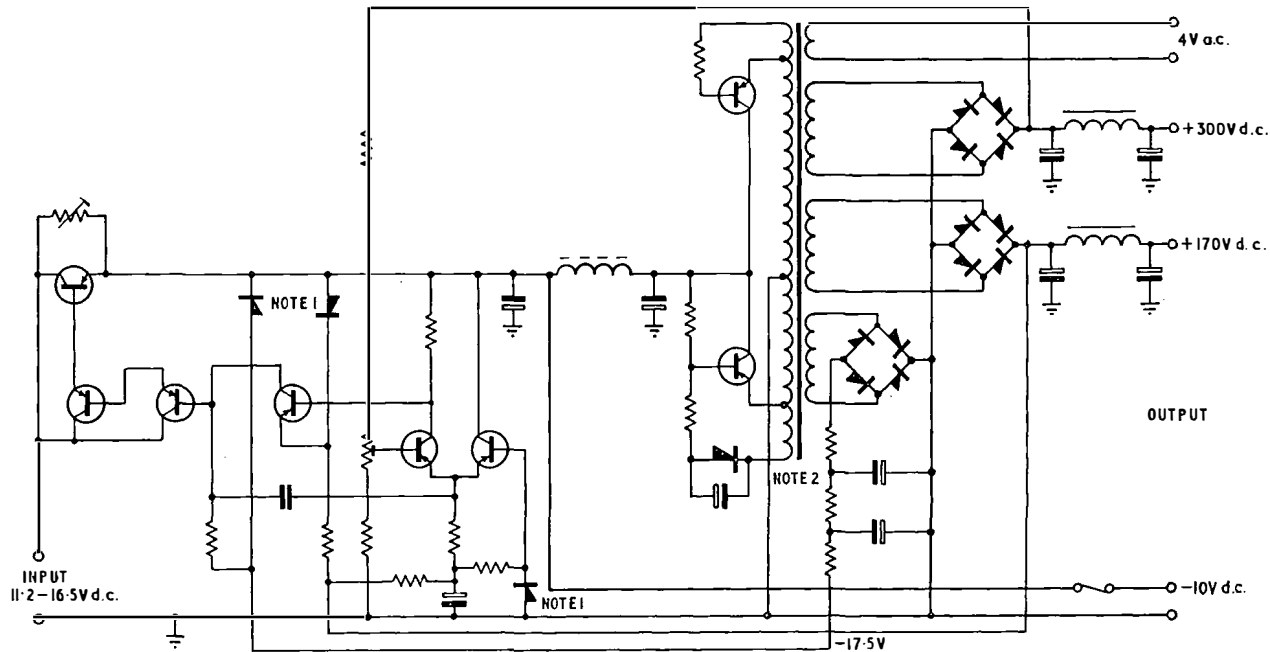 4V a.c.
+300V d.c.
+170V d.c.
NOTE 1
OUTPUT
NOTE 2
INPUT
11·2–16·5V d.c.
NOTE 1
–10V d.c.
–17.5V